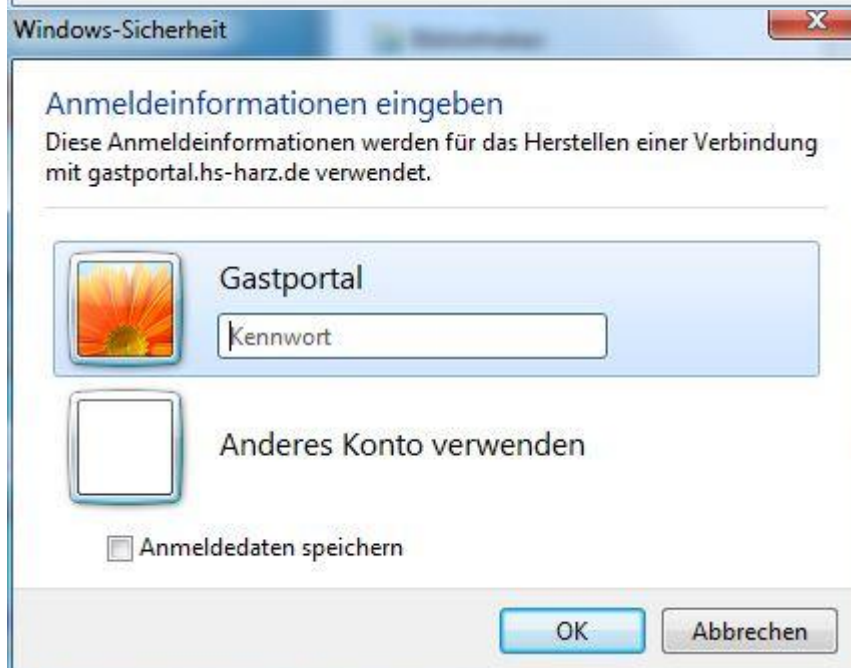 Windows-Sicherheit
Anmeldeinformationen eingeben
Diese Anmeldeinformationen werden für das Herstellen einer Verbindung
mit gastportal.hs-harz.de verwendet.
Gastportal
Kennwort
Anderes Konto verwenden
Anmeldedaten speichern
OK
Abbrechen